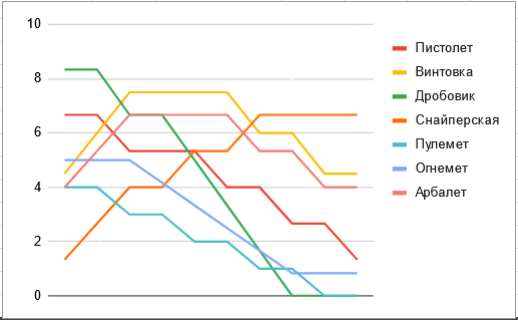 10
8
6
4
2
0
Пистолет
Винтовка
Дробовик
Снайперская
Пулемет
Огнемет
Арбалет